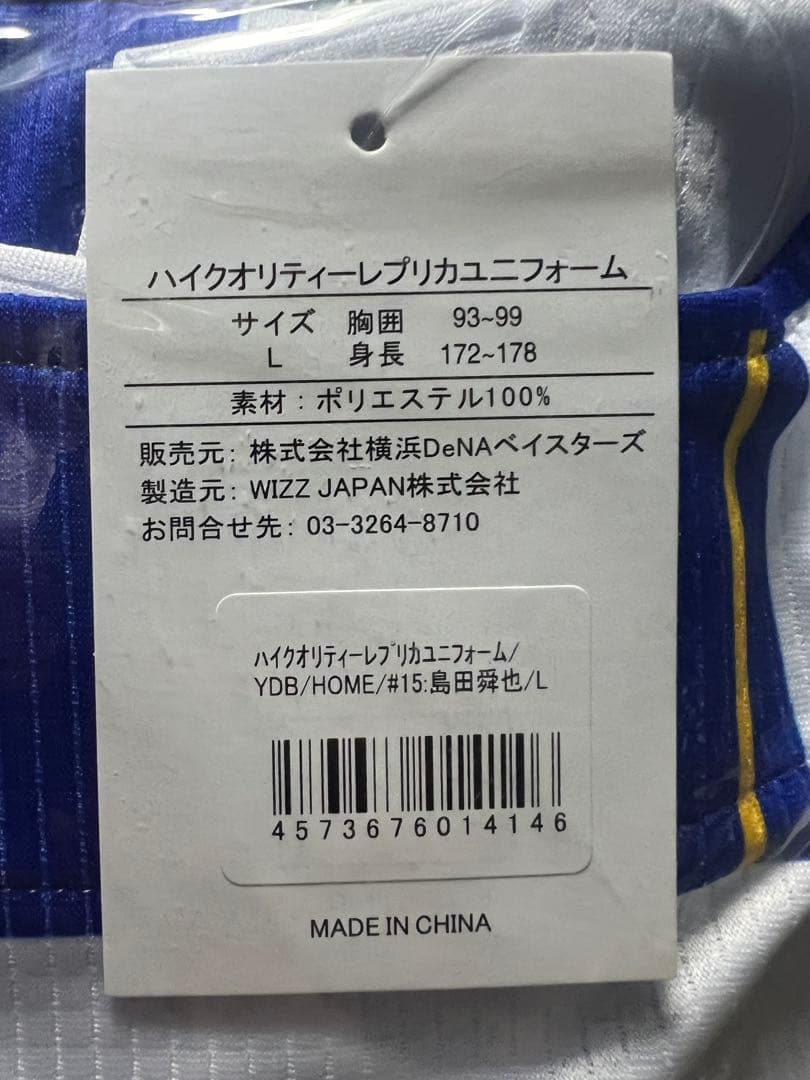 ハイクオリティーレプリカユニフォーム
サイズ 胸囲 93~99
L 身長 172~178
素材：ポリエステル100%
販売元：株式会社横浜DeNAベイスターズ
製造元：WIZZ JAPAN株式会社
お問合せ先：03-3264-8710
ﾊｲｸｵﾘﾃｨｰﾚﾌﾟﾘｶﾕﾆﾌｫｰﾑ/
YDB/HOME/#15:島田舜也/L
4573676014146
MADE IN CHINA